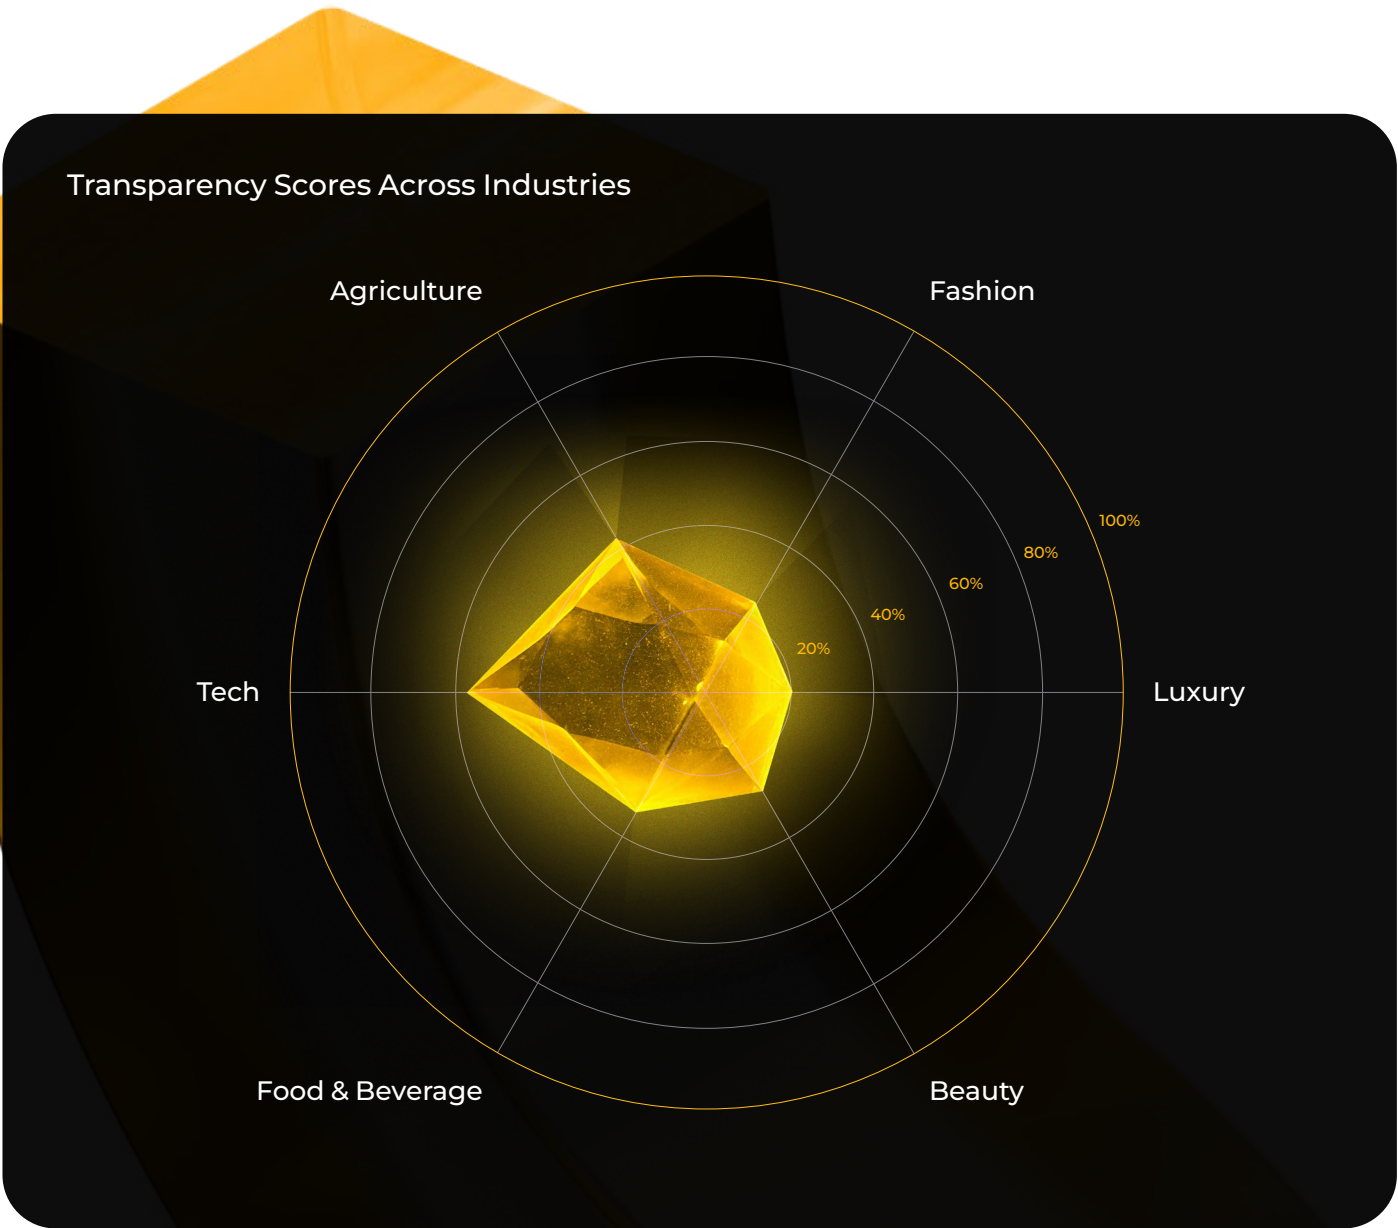 Transparency Scores Across Industries
Agriculture
Fashion
100%
80%
60%
40%
20%
Tech
Luxury
Food & Beverage
Beauty